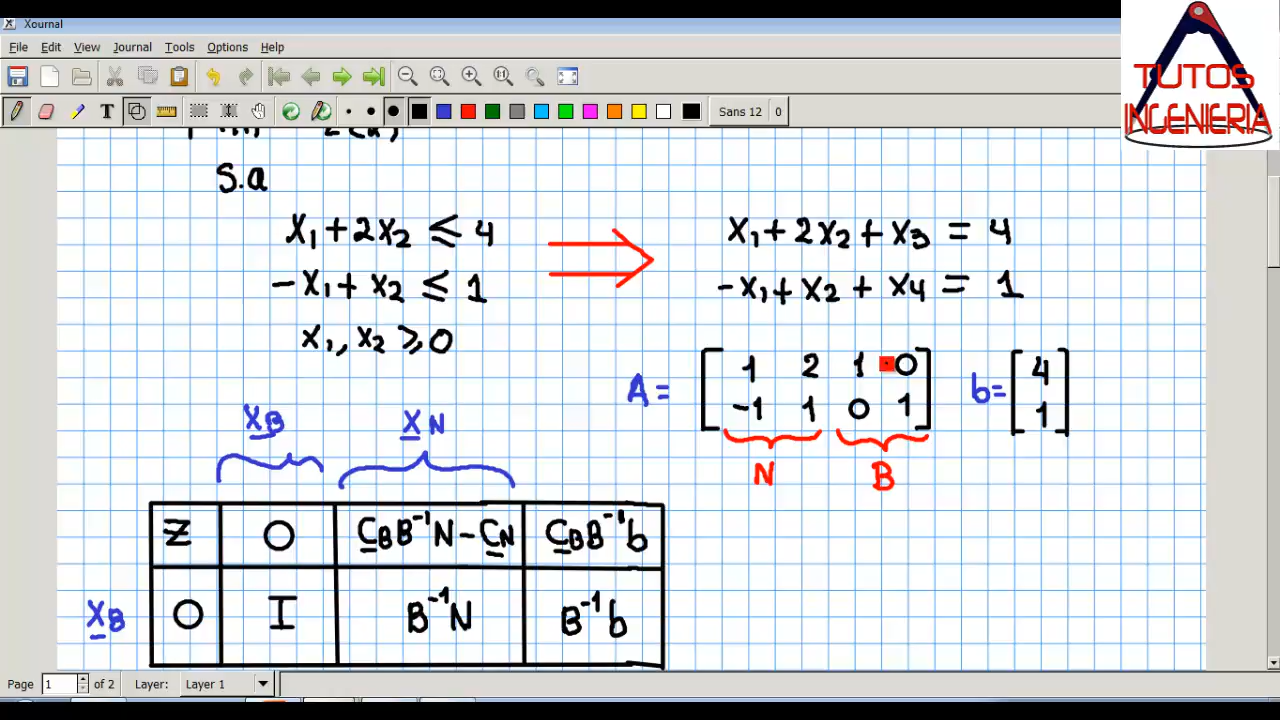 Xournal
File Edit View Journal Tools Options Help
TUTOS
INGENIERIA
Sans 12 0
S.a
X₁ + 2X₂ ≤ 4
-X₁ + X₂ ≤ 1
X₁, X₂ ≥ 0
X₁ + 2X₂ + X₃ = 4
-X₁ + X₂ + X₄ = 1
A = [1 2 1 0
-1 1 0 1]
b = [4
1]
N B
XB XN
Z 0 CBB⁻¹N - CN CBB⁻¹b
XB 0 I B⁻¹N B⁻¹b
Page 1 of 2 Layer: Layer 1